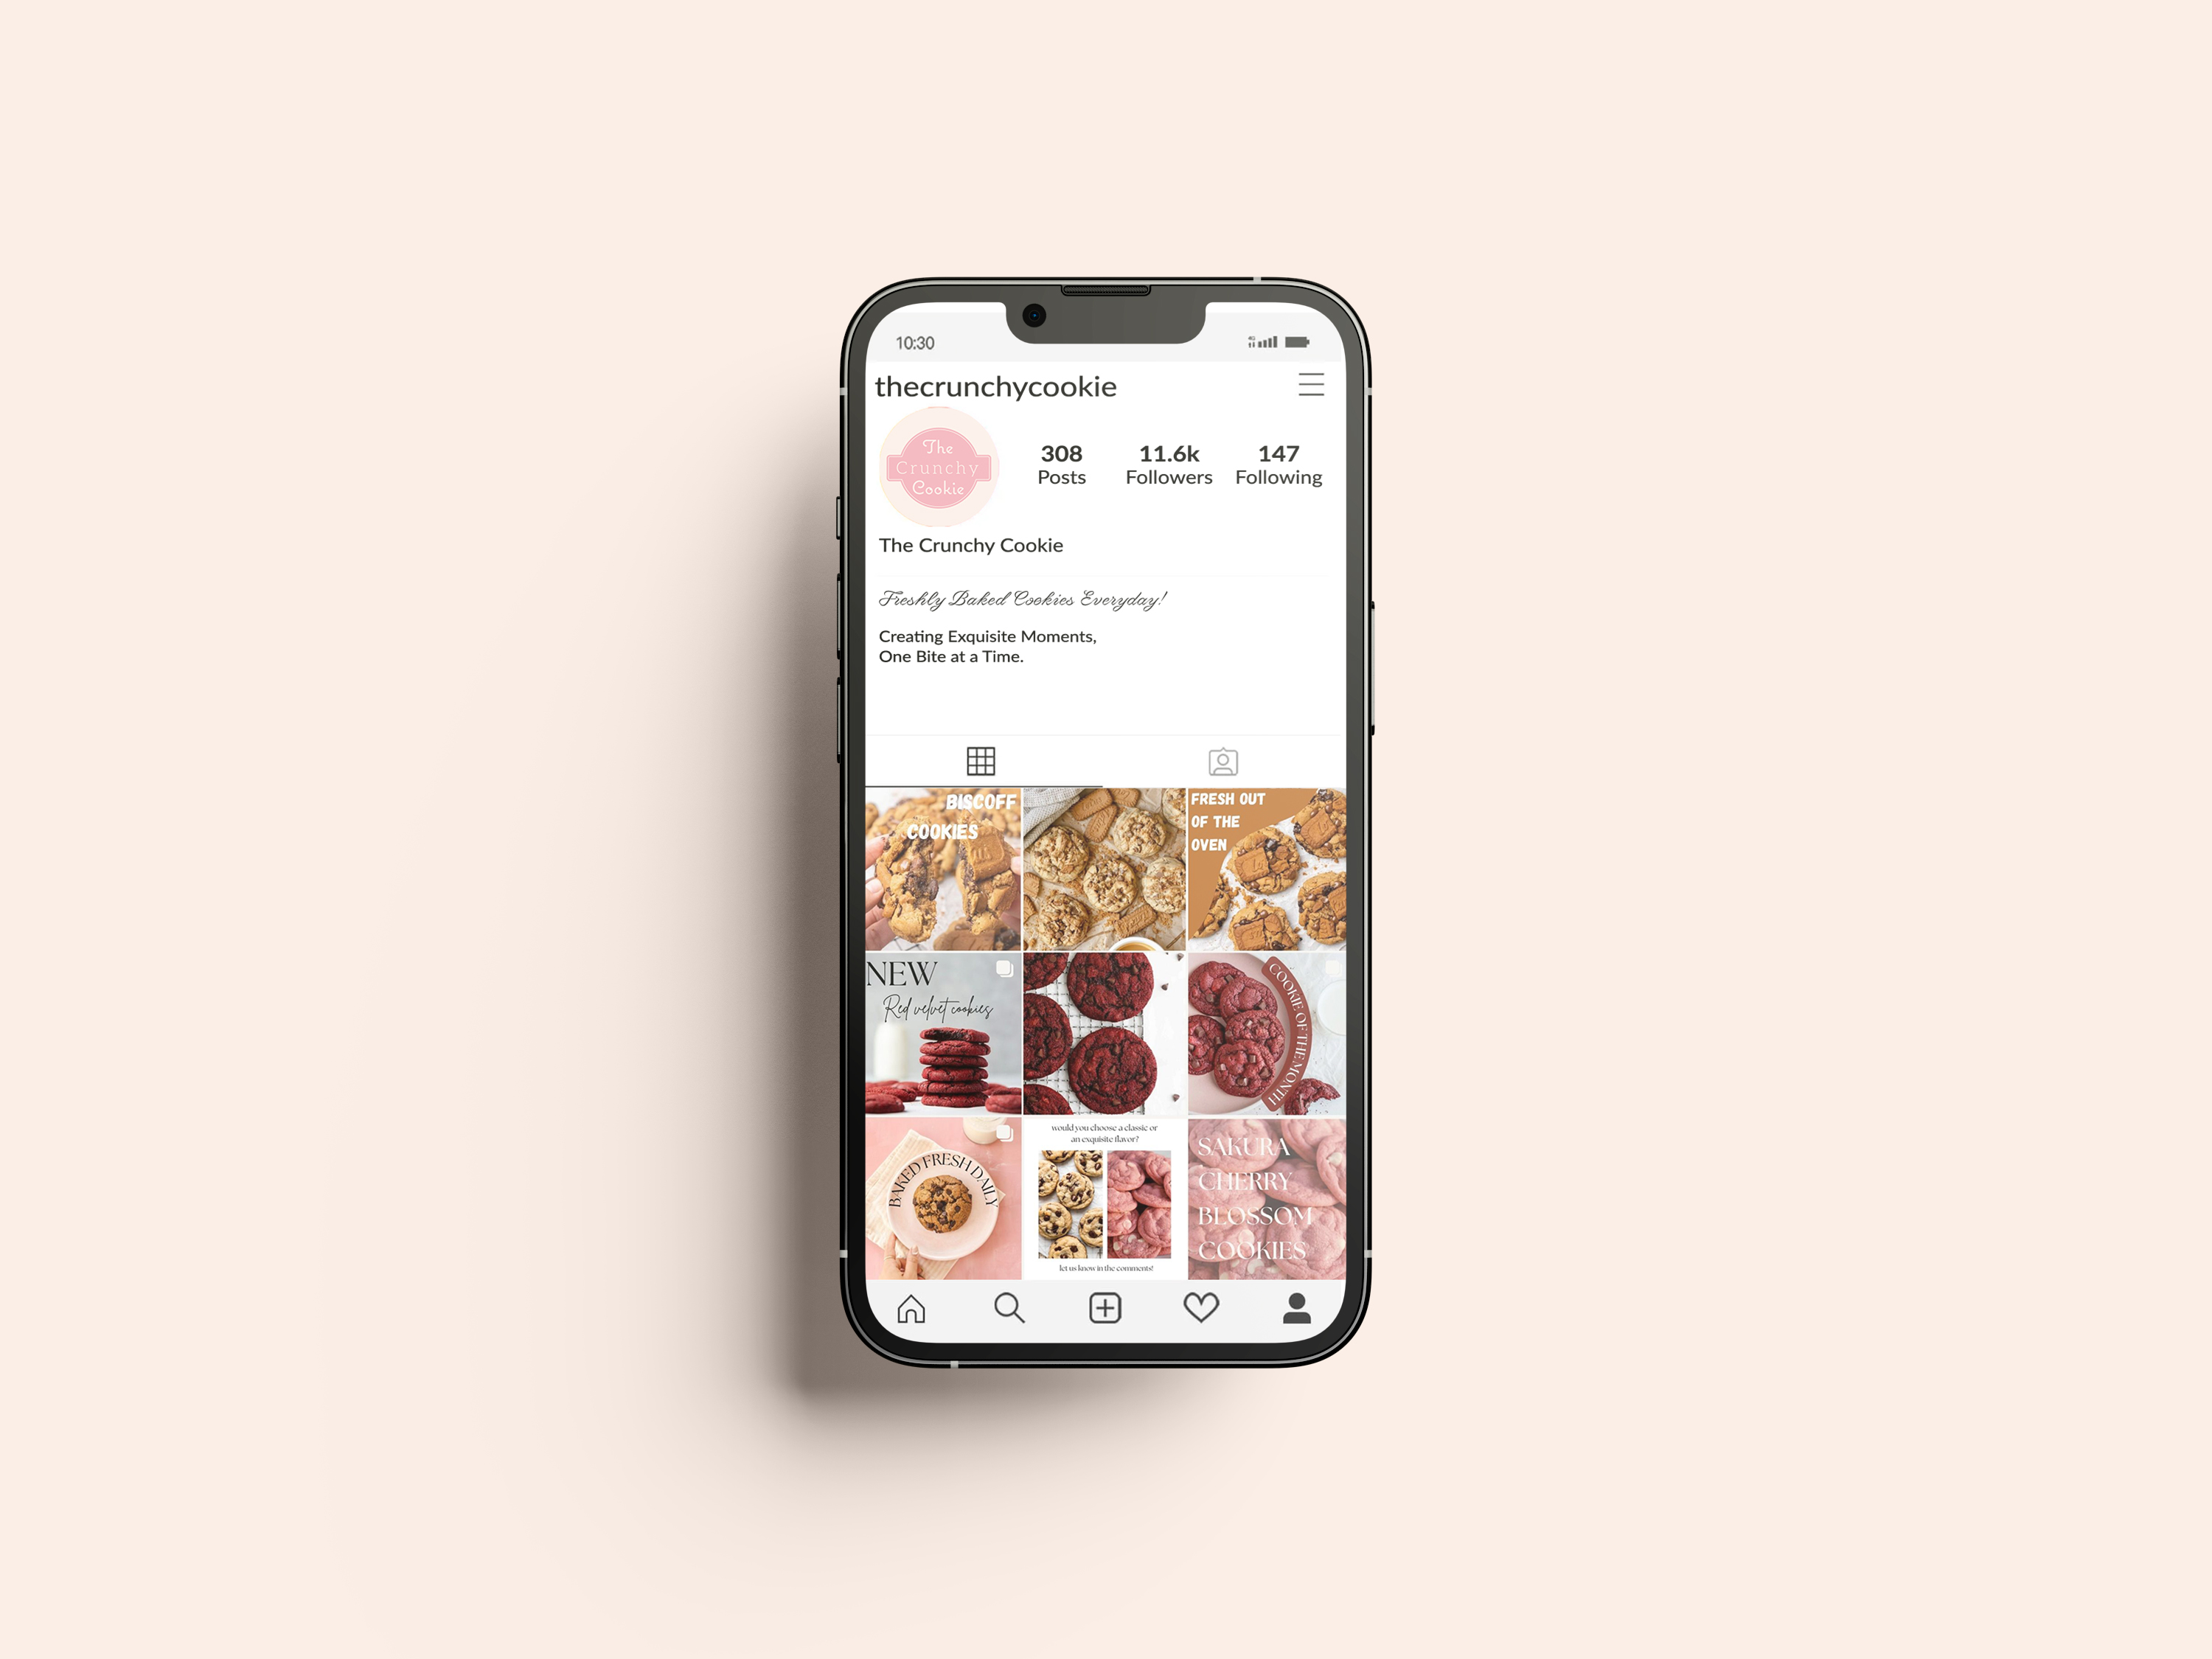 10:30
4G
thecrunchycookie
The
Crunchy
Cookie
308
Posts
11.6k
Followers
147
Following
The Crunchy Cookie
Freshly Baked Cookies Everyday!
Creating Exquisite Moments,
One Bite at a Time.
BISCOFF
COOKIES
FRESH OUT
OF THE
OVEN
NEW
Red velvet cookies
COOKIE OF THE MONTH
BAKED FRESH DAILY
would you choose a classic or
an exquisite flavor?
let us know in the comments!
SAKURA
CHERRY
BLOSSOM
COOKIES